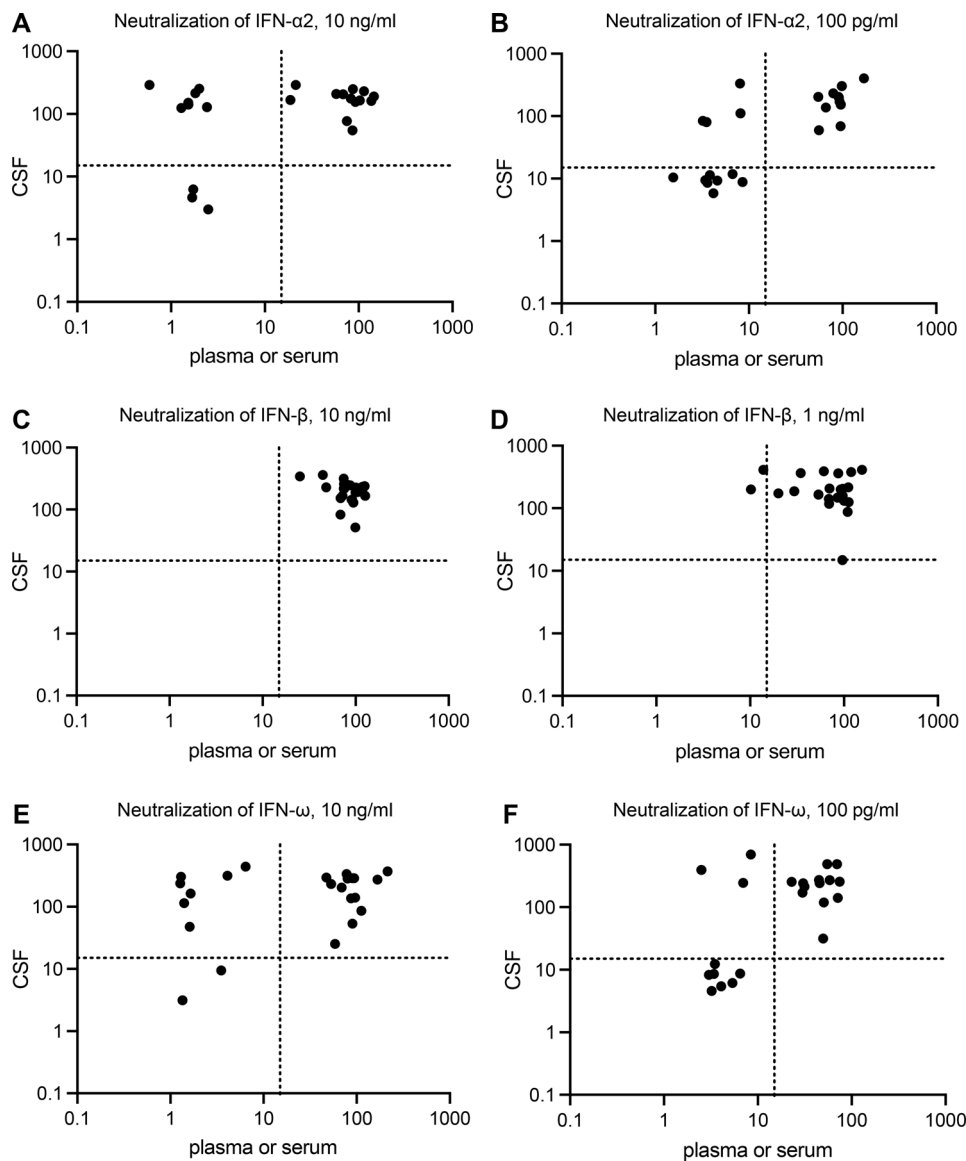 A
Neutralization of IFN-α2, 10 ng/ml
1000
100
10
1
0.1
CSF
0.1 1 10 100 1000
plasma or serum
B
Neutralization of IFN-α2, 100 pg/ml
1000
100
10
1
0.1
CSF
0.1 1 10 100 1000
plasma or serum
C
Neutralization of IFN-β, 10 ng/ml
1000
100
10
1
0.1
CSF
0.1 1 10 100 1000
plasma or serum
D
Neutralization of IFN-β, 1 ng/ml
1000
100
10
1
0.1
CSF
0.1 1 10 100 1000
plasma or serum
E
Neutralization of IFN-ω, 10 ng/ml
1000
100
10
1
0.1
CSF
0.1 1 10 100 1000
plasma or serum
F
Neutralization of IFN-ω, 100 pg/ml
1000
100
10
1
0.1
CSF
0.1 1 10 100 1000
plasma or serum